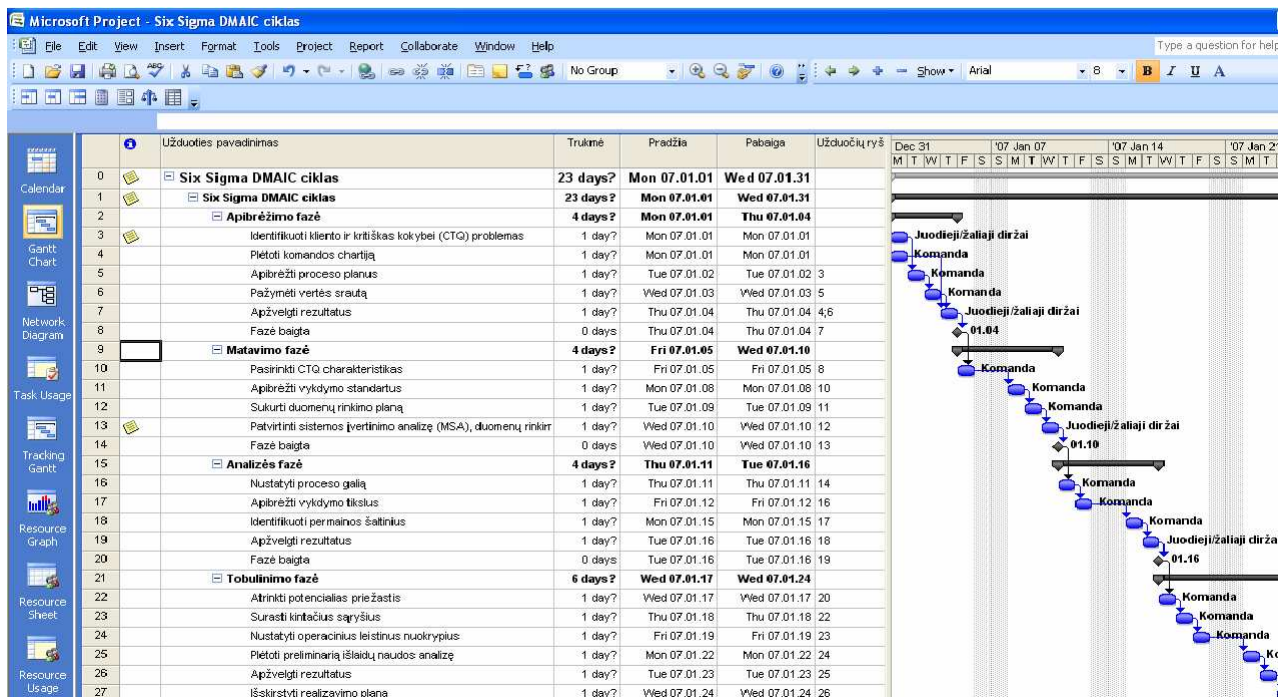 Microsoft Project - Six Sigma DMAIC ciklas
File Edit View Insert Format Tools Project Report Collaborate Window Help
Type a question for help
No Group Show Arial 8 B I U A
Užduoties pavadinimas Trukmė Pradžia Pabaiga Užduočių ryš
Dec 31 '07 Jan 07 '07 Jan 14 '07 Jan 2
M T W T F S S M T W T F S S M T W T F S S M T
0 Six Sigma DMAIC ciklas 23 days? Mon 07.01.01 Wed 07.01.31
1 Six Sigma DMAIC ciklas 23 days? Mon 07.01.01 Wed 07.01.31
2 Apibrėžimo fazė 4 days? Mon 07.01.01 Thu 07.01.04
3 Identifikuoti kliento ir kritiškas kokybei (CTQ) problemas 1 day? Mon 07.01.01 Mon 07.01.01 Juodieji/žaliaji diržai
4 Plėtoti komandos chartiją 1 day? Mon 07.01.01 Mon 07.01.01 Komanda
5 Apibrėžti proceso planus 1 day? Tue 07.01.02 Tue 07.01.02 3 Komanda
6 Pažymėti vertės srautą 1 day? Wed 07.01.03 Wed 07.01.03 5 Komanda
7 Apžvelgti rezultatus 1 day? Thu 07.01.04 Thu 07.01.04 4;6 Juodieji/žaliaji diržai
8 Fazė baigta 0 days Thu 07.01.04 Thu 07.01.04 7 01.04
9 Matavimo fazė 4 days? Fri 07.01.05 Wed 07.01.10
10 Pasirinkti CTQ charakteristikas 1 day? Fri 07.01.05 Fri 07.01.05 8 Komanda
11 Apibrėžti vykdymo standartus 1 day? Mon 07.01.08 Mon 07.01.08 10 Komanda
12 Sukurti duomenų rinkimo planą 1 day? Tue 07.01.09 Tue 07.01.09 11 Komanda
13 Patvirtinti sistemos įvertinimo analizę (MSA), duomenų rinkim 1 day? Wed 07.01.10 Wed 07.01.10 12 Juodieji/žaliaji diržai
14 Fazė baigta 0 days Wed 07.01.10 Wed 07.01.10 13 01.10
15 Analizės fazė 4 days? Thu 07.01.11 Tue 07.01.16
16 Nustatyti proceso galią 1 day? Thu 07.01.11 Thu 07.01.11 14 Komanda
17 Apibrėžti vykdymo tikslus 1 day? Fri 07.01.12 Fri 07.01.12 16 Komanda
18 Identifikuoti permainos šaltinius 1 day? Mon 07.01.15 Mon 07.01.15 17 Komanda
19 Apžvelgti rezultatus 1 day? Tue 07.01.16 Tue 07.01.16 18 Juodieji/žaliaji dirža
20 Fazė baigta 0 days Tue 07.01.16 Tue 07.01.16 19 01.16
21 Tobulinimo fazė 6 days? Wed 07.01.17 Wed 07.01.24
22 Atrinkti potencialias priežastis 1 day? Wed 07.01.17 Wed 07.01.17 20 Komanda
23 Surasti kintačius sąryšius 1 day? Thu 07.01.18 Thu 07.01.18 22 Komanda
24 Nustatyti operacinius leistinus nuokrypius 1 day? Fri 07.01.19 Fri 07.01.19 23 Komanda
25 Plėtoti preliminarią išlaidų naudos analizę 1 day? Mon 07.01.22 Mon 07.01.22 24 Ko
26 Apžvelgti rezultatus 1 day? Tue 07.01.23 Tue 07.01.23 25
27 Išskirstyti realizavimo planą 1 day? Wed 07.01.24 Wed 07.01.24 26
Calendar
Gantt
Chart
Network
Diagram
Task Usage
Tracking
Gantt
Resource
Graph
Resource
Sheet
Resource
Usage